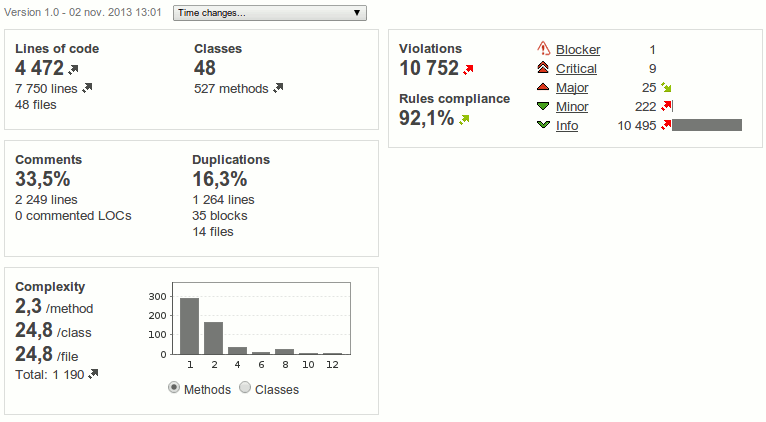 Version 1.0 - 02 nov. 2013 13:01 Time changes...
Lines of code
4 472
7 750 lines
48 files
Classes
48
527 methods
Violations
10 752
Rules compliance
92,1%
Blocker 1
Critical 9
Major 25
Minor 222
Info 10 495
Comments
33,5%
2 249 lines
0 commented LOCs
Duplications
16,3%
1 264 lines
35 blocks
14 files
Complexity
2,3 /method
24,8 /class
24,8 /file
Total: 1 190
300
200
100
0
1 2 4 6 8 10 12
Methods Classes